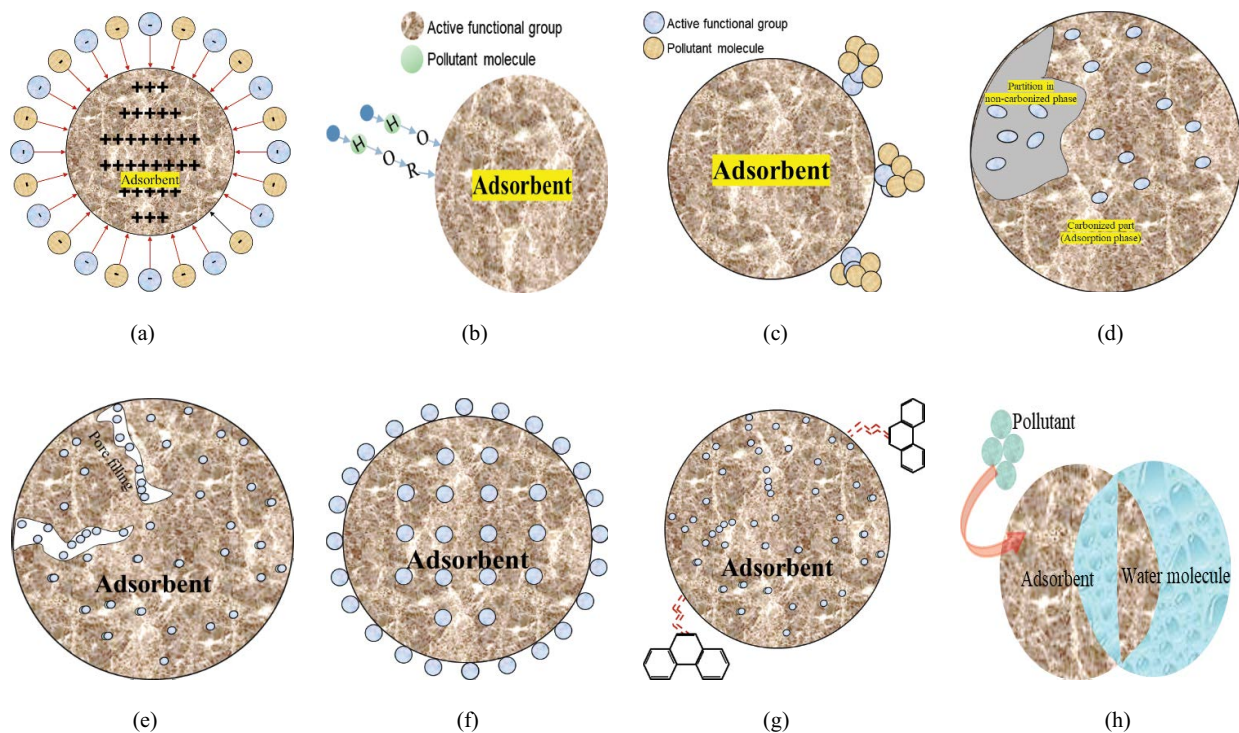 +++
+++++
++++++++
++++++++
Adsorbent
+++++
+++
(a)
Active functional group
Pollutant molecule
H O
H O R
Adsorbent
(b)
Active functional group
Pollutant molecule
Adsorbent
(c)
Partition in
non-carbonized phase
Carbonized part
(Adsorption phase)
(d)
Pore filling
Adsorbent
(e)
Adsorbent
(f)
Adsorbent
(g)
Pollutant
Adsorbent
Water molecule
(h)